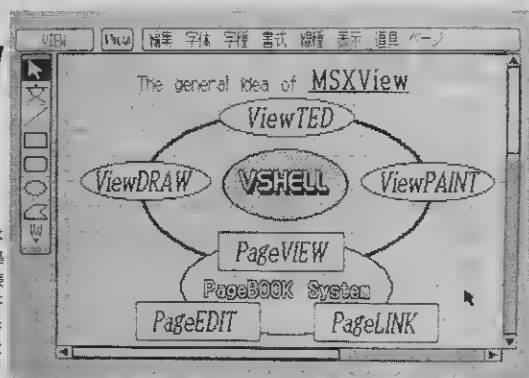 VIEW 編集 字体 字種 書式 線種 表示 道具 ページ
The general idea of MSXView
ViewTED
ViewDRAW VSHELL ViewPAINT
PageVIEW
PageBOOK System
PageEDIT PageLINK